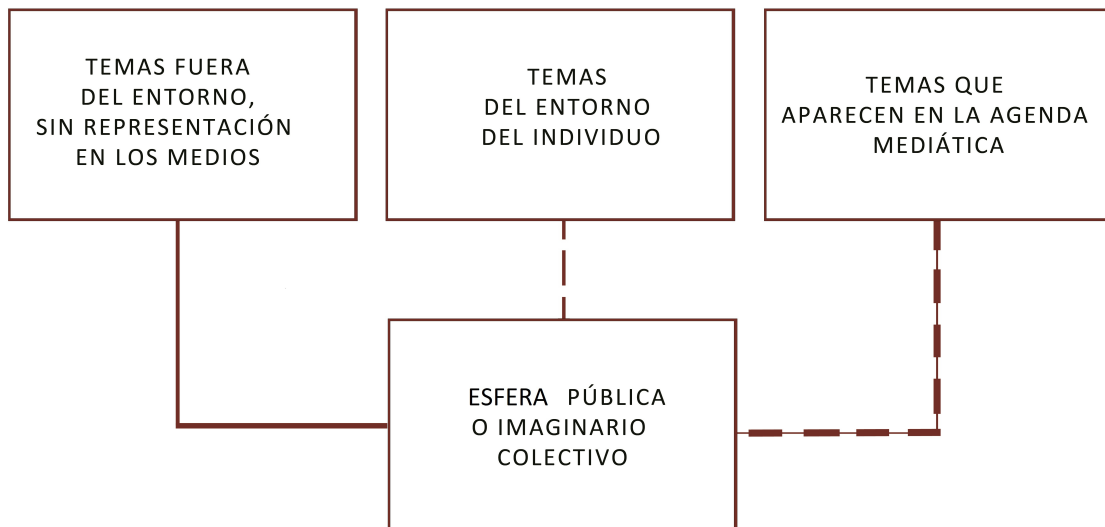 TEMAS FUERA
DEL ENTORNO,
SIN REPRESENTACIÓN
EN LOS MEDIOS
TEMAS
DEL ENTORNO
DEL INDIVIDUO
TEMAS QUE
APARECEN EN LA AGENDA
MEDIÁTICA
ESFERA PÚBLICA
O IMAGINARIO
COLECTIVO